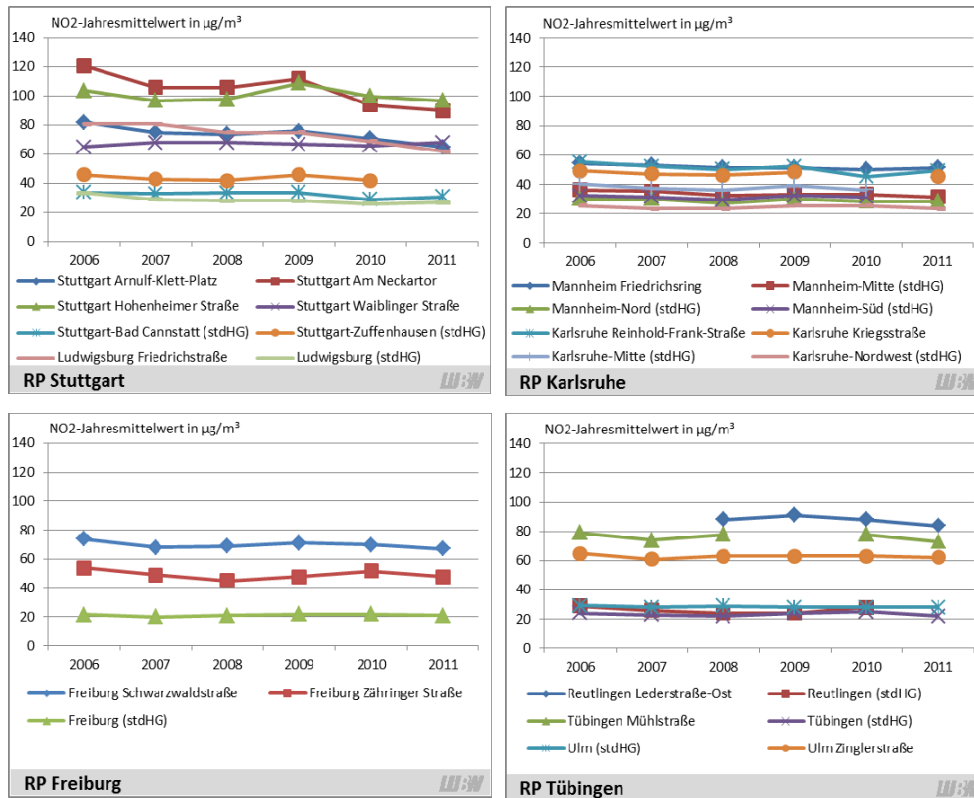 NO2-Jahresmittelwert in µg/m³
140
120
100
80
60
40
20
0
2006 2007 2008 2009 2010 2011
Stuttgart Arnulf-Klett-Platz Stuttgart Am Neckartor
Stuttgart Hohenheimer Straße Stuttgart Waiblinger Straße
Stuttgart-Bad Cannstatt (stdHG) Stuttgart-Zuffenhausen (stdHG)
Ludwigsburg Friedrichstraße Ludwigsburg (stdHG)
RP Stuttgart LUBW
NO2-Jahresmittelwert in µg/m³
140
120
100
80
60
40
20
0
2006 2007 2008 2009 2010 2011
Mannheim Friedrichsring Mannheim-Mitte (stdHG)
Mannheim-Nord (stdHG) Mannheim-Süd (stdHG)
Karlsruhe Reinhold-Frank-Straße Karlsruhe Kriegsstraße
Karlsruhe-Mitte (stdHG) Karlsruhe-Nordwest (stdHG)
RP Karlsruhe LUBW
NO2-Jahresmittelwert in µg/m³
140
120
100
80
60
40
20
0
2006 2007 2008 2009 2010 2011
Freiburg Schwarzwaldstraße Freiburg Zähringer Straße
Freiburg (stdHG)
RP Freiburg LUBW
NO2-Jahresmittelwert in µg/m³
140
120
100
80
60
40
20
0
2006 2007 2008 2009 2010 2011
Reutlingen Lederstraße-Ost Reutlingen (stdHG)
Tübingen Mühlstraße Tübingen (stdHG)
Ulm (stdHG) Ulm Zinglerstraße
RP Tübingen LUBW